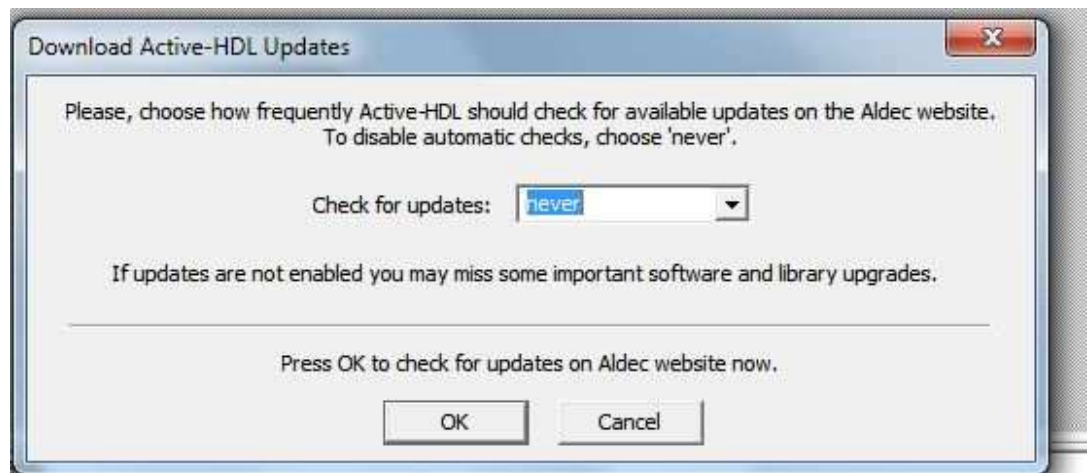 Download Active-HDL Updates
Please, choose how frequently Active-HDL should check for available updates on the Aldec website.
To disable automatic checks, choose 'never'.
Check for updates: never
If updates are not enabled you may miss some important software and library upgrades.
Press OK to check for updates on Aldec website now.
OK Cancel